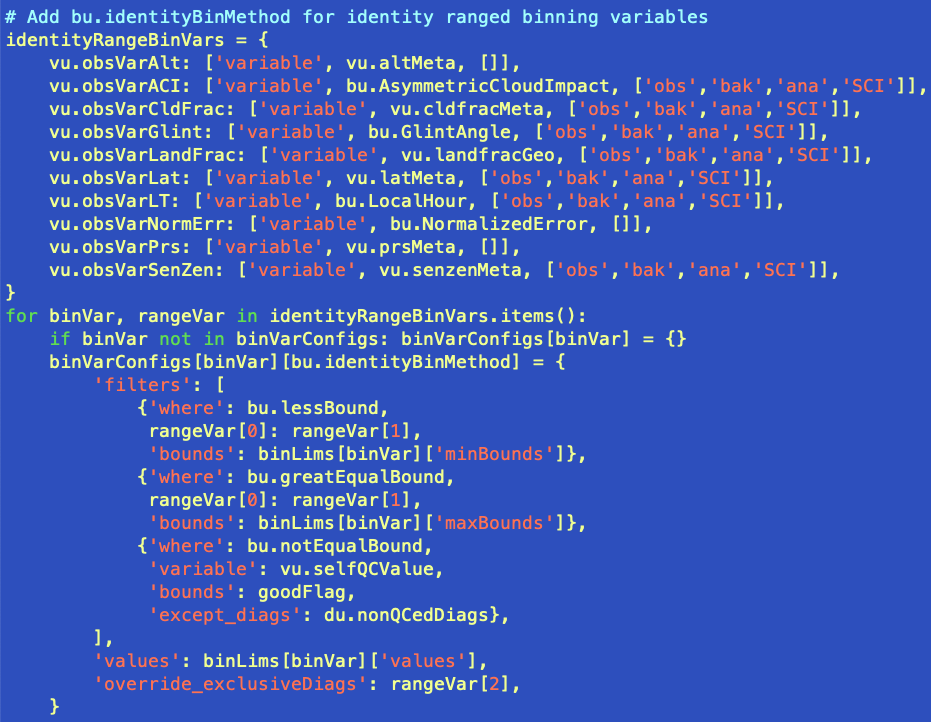 # Add bu.identityBinMethod for identity ranged binning variables
identityRangeBinVars = {
    vu.obsVarAlt: ['variable', vu.altMeta, []],
    vu.obsVarACI: ['variable', bu.AsymmetricCloudImpact, ['obs','bak','ana','SCI']],
    vu.obsVarCldFrac: ['variable', vu.cldfracMeta, ['obs','bak','ana','SCI']],
    vu.obsVarGlint: ['variable', bu.GlintAngle, ['obs','bak','ana','SCI']],
    vu.obsVarLandFrac: ['variable', vu.landfracGeo, ['obs','bak','ana','SCI']],
    vu.obsVarLat: ['variable', vu.latMeta, ['obs','bak','ana','SCI']],
    vu.obsVarLT: ['variable', bu.LocalHour, ['obs','bak','ana','SCI']],
    vu.obsVarNormErr: ['variable', bu.NormalizedError, []],
    vu.obsVarPrs: ['variable', vu.prsMeta, []],
    vu.obsVarSenZen: ['variable', vu.senzenMeta, ['obs','bak','ana','SCI']],
}
for binVar, rangeVar in identityRangeBinVars.items():
    if binVar not in binVarConfigs: binVarConfigs[binVar] = {}
    binVarConfigs[binVar][bu.identityBinMethod] = {
        'filters': [
            {'where': bu.lessBound,
             rangeVar[0]: rangeVar[1],
             'bounds': binLims[binVar]['minBounds']},
            {'where': bu.greatEqualBound,
             rangeVar[0]: rangeVar[1],
             'bounds': binLims[binVar]['maxBounds']},
            {'where': bu.notEqualBound,
             'variable': vu.selfQCValue,
             'bounds': goodFlag,
             'except_diags': du.nonQCedDiags},
        ],
        'values': binLims[binVar]['values'],
        'override_exclusiveDiags': rangeVar[2],
    }